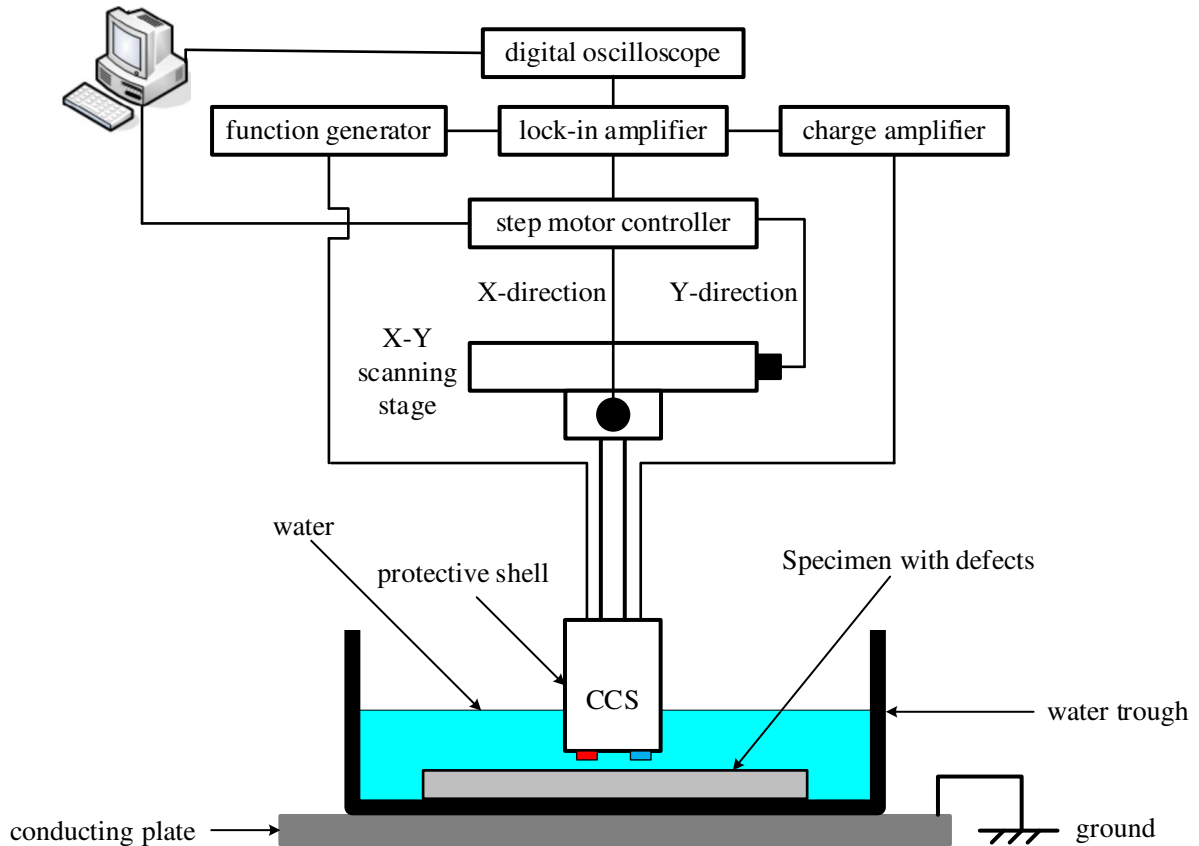 digital oscilloscope
function generator
lock-in amplifier
charge amplifier
step motor controller
X-direction
Y-direction
X-Y
scanning
stage
water
protective shell
Specimen with defects
CCS
water trough
conducting plate
ground